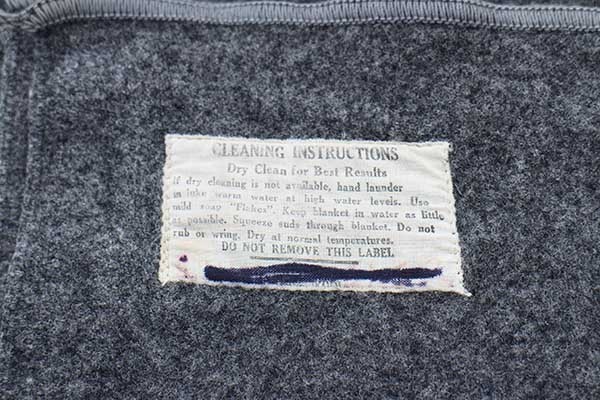 CLEANING INSTRUCTIONS
Dry Clean for Best Results
If dry cleaning is not available, hand launder
in luke warm water at high water levels. Use
mild soap "Flakes". Keep blanket in water as little
as possible. Squeeze suds through blanket. Do not
rub or wring. Dry at normal temperatures.
DO NOT REMOVE THIS LABEL